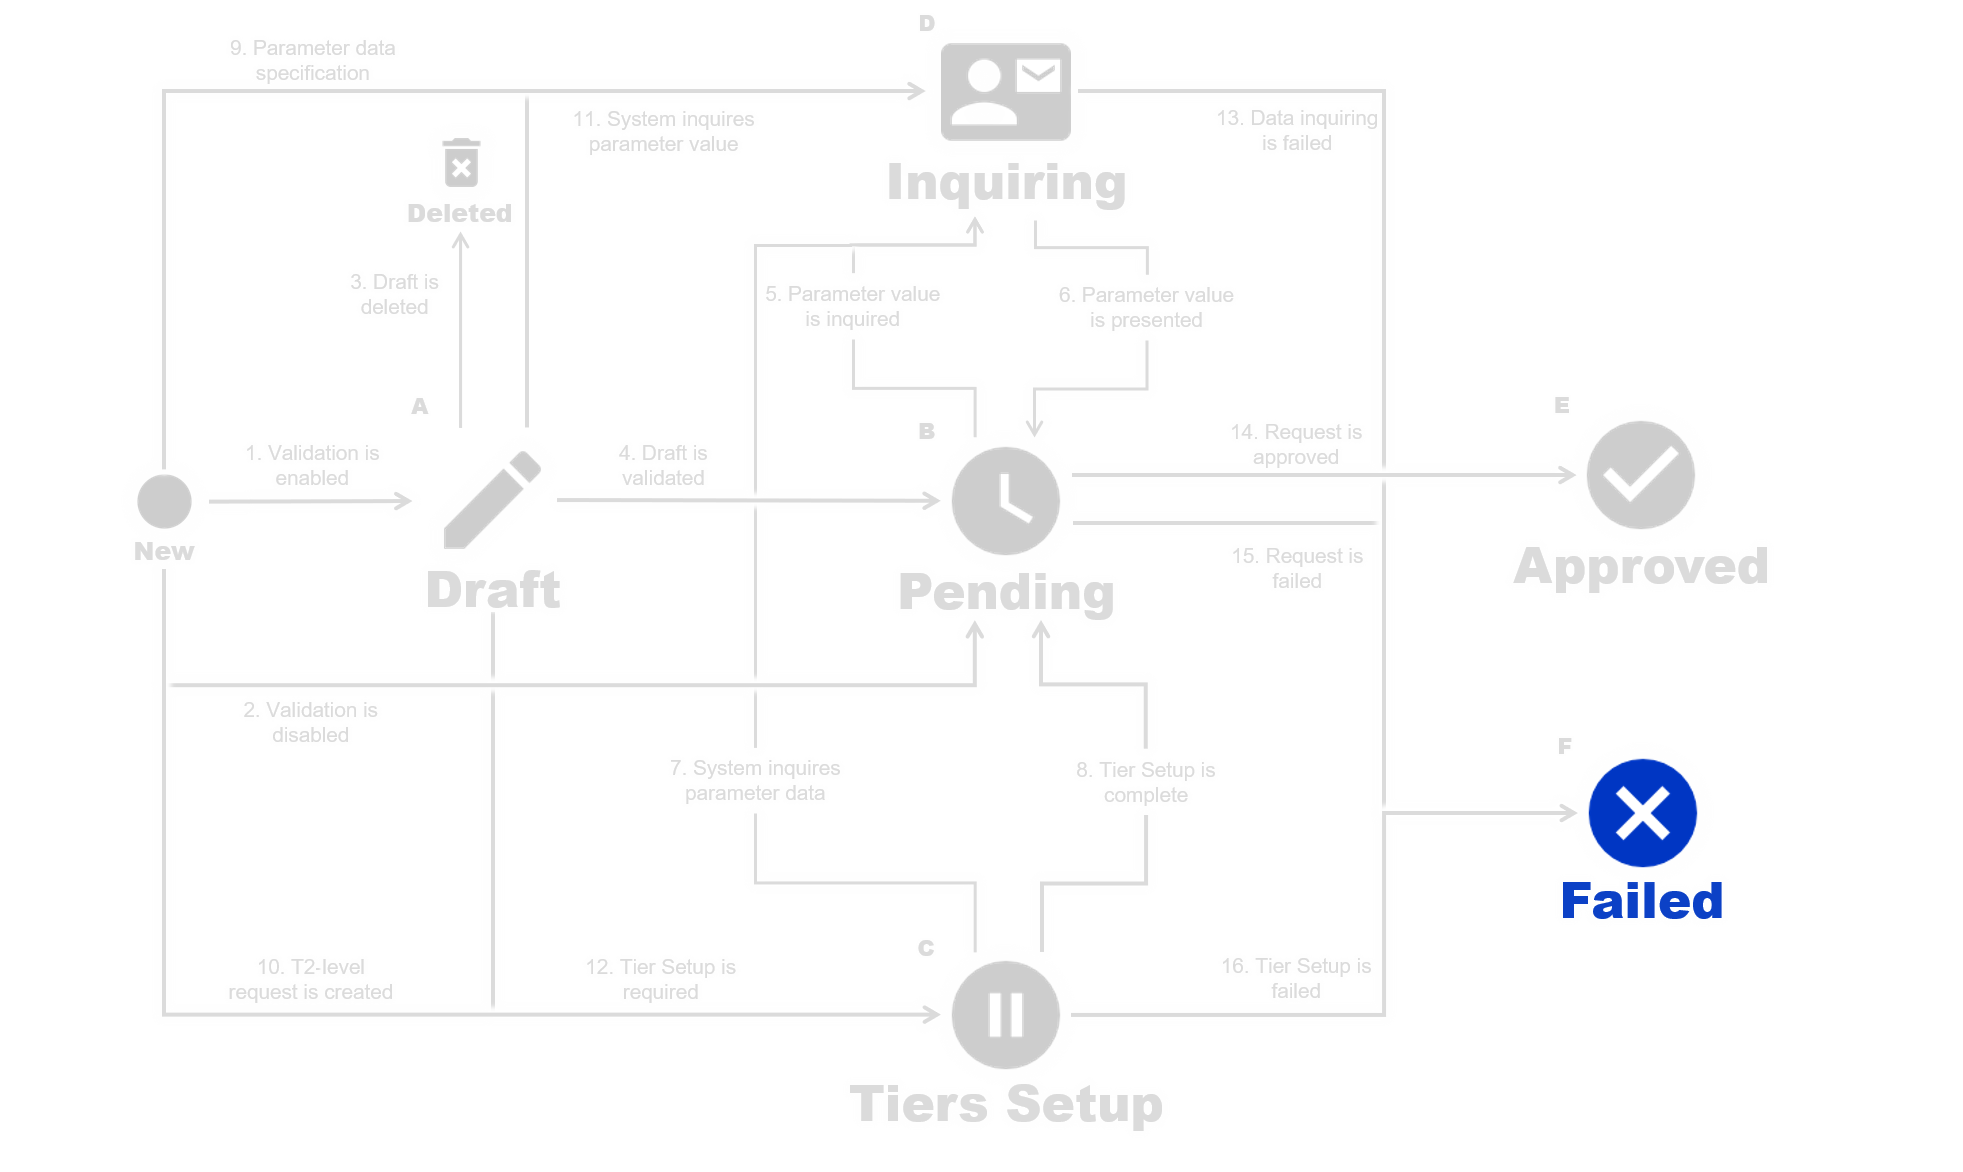 D
9. Parameter data
specification
11. System inquires
parameter value
13. Data inquiring
is failed
Inquiring
Deleted
3. Draft is
deleted
5. Parameter value
is inquired
6. Parameter value
is presented
A
B
E
1. Validation is
enabled
4. Draft is
validated
14. Request is
approved
New
Draft
Pending
15. Request is
failed
Approved
2. Validation is
disabled
7. System inquires
parameter data
8. Tier Setup is
complete
F
Failed
C
10. T2-level
request is created
12. Tier Setup is
required
16. Tier Setup is
failed
Tiers Setup